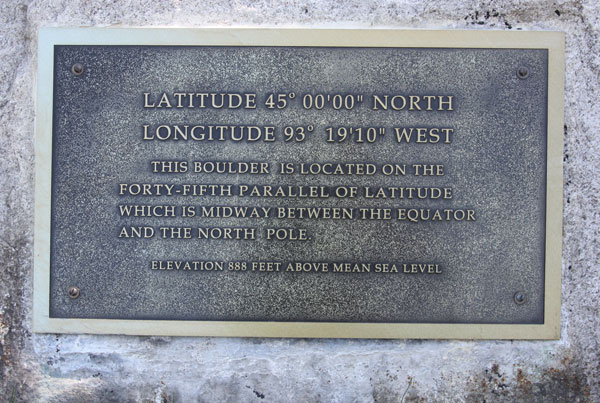 LATITUDE 45° 00'00" NORTH
LONGITUDE 93° 19'10" WEST
THIS BOULDER IS LOCATED ON THE
FORTY-FIFTH PARALLEL OF LATITUDE
WHICH IS MIDWAY BETWEEN THE EQUATOR
AND THE NORTH POLE.
ELEVATION 888 FEET ABOVE MEAN SEA LEVEL